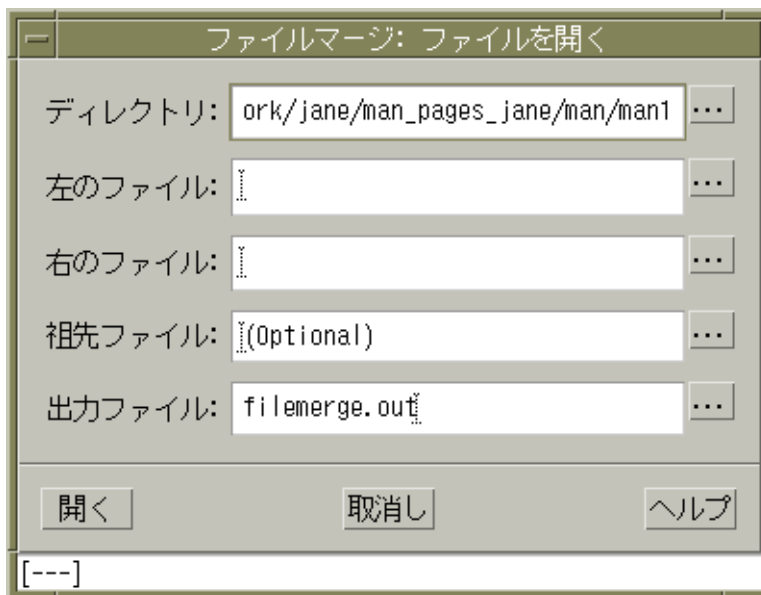 ファイルマージ: ファイルを開く
ディレクトリ: ork/jane/man_pages_jane/man/man1 ...
左のファイル: ...
右のファイル: ...
祖先ファイル: (Optional) ...
出力ファイル: filemerge.out ...
開く 取消し ヘルプ
[---]